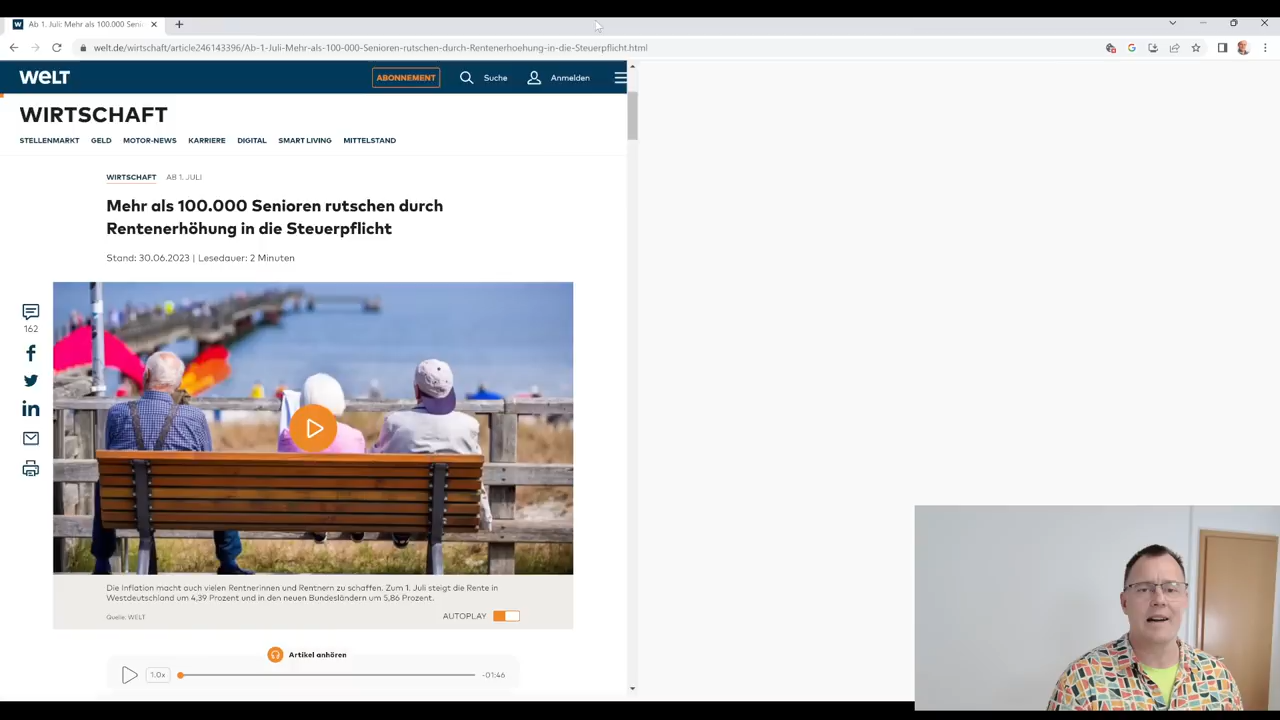 Ab 1. Juli: Mehr als 100.000 Seni
welt.de/wirtschaft/article246143396/Ab-1-Juli-Mehr-als-100-000-Senioren-rutschen-durch-Rentenerhoehung-in-die-Steuerpflicht.html
WELT
ABONNEMENT
Suche
Anmelden
WIRTSCHAFT
STELLENMARKT GELD MOTOR-NEWS KARRIERE DIGITAL SMART LIVING MITTELSTAND
WIRTSCHAFT AB 1. JULI
Mehr als 100.000 Senioren rutschen durch
Rentenerhöhung in die Steuerpflicht
Stand: 30.06.2023 | Lesedauer: 2 Minuten
162
Die Inflation macht auch vielen Rentnerinnen und Rentnern zu schaffen. Zum 1. Juli steigt die Rente in
Westdeutschland um 4,39 Prozent und in den neuen Bundesländern um 5,86 Prozent.
Quelle: WELT
AUTOPLAY
Artikel anhören
1.0x
-01:46